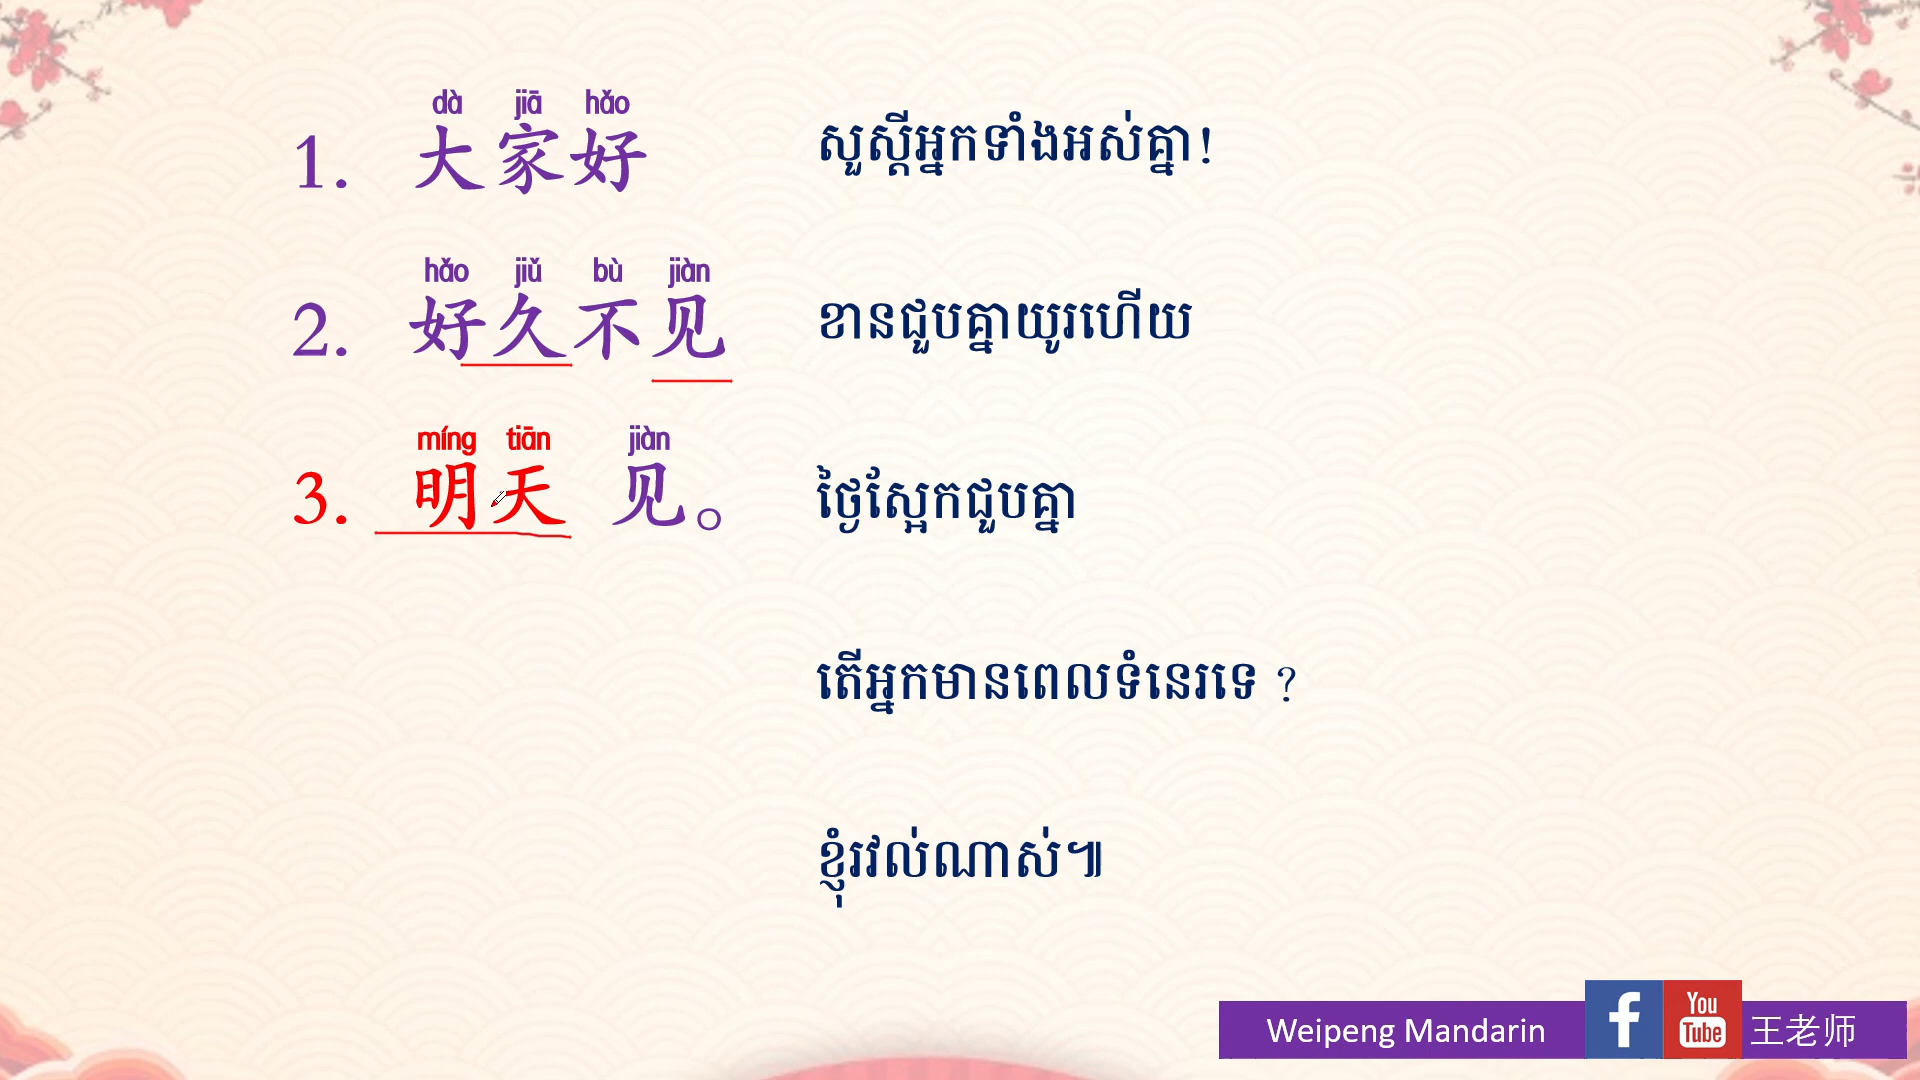 dà jiā hǎo
1. 大家好 សួស្តីអ្នកទាំងអស់គ្នា!
hǎo jiǔ bù jiàn
2. 好久不见 ខានជួបគ្នាយូរហើយ
míng tiān jiàn
3. 明天 见。 ថ្ងៃស្អែកជួបគ្នា
តើអ្នកមានពេលទំនេរទេ ?
ខ្ញុំរវល់ណាស់៕
Weipeng Mandarin f You Tube 王老师